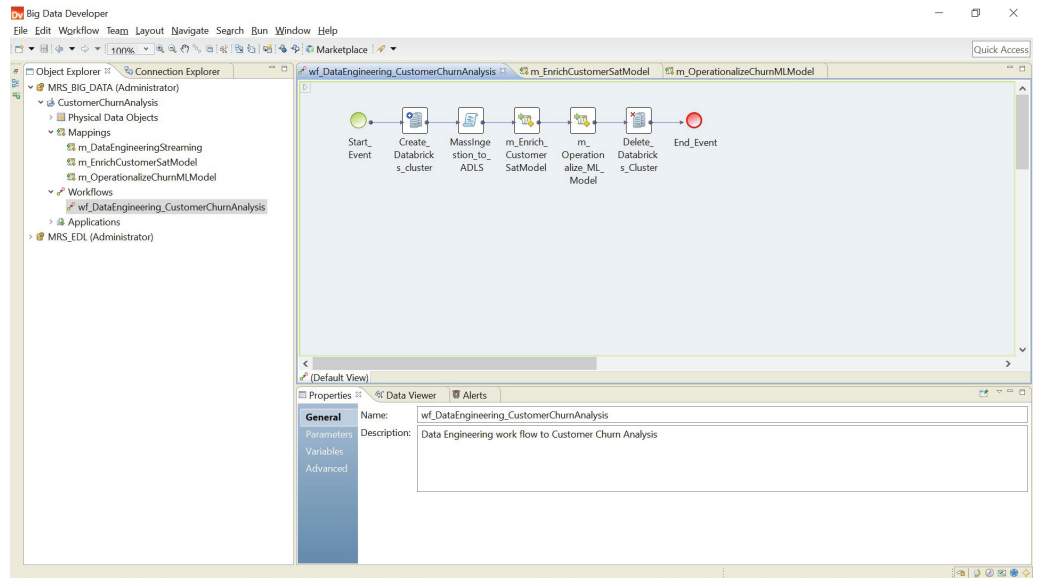 Big Data Developer
File Edit Workflow Team Layout Navigate Search Run Window Help
100% Marketplace Quick Access
Object Explorer Connection Explorer
MRS_BIG_DATA (Administrator)
CustomerChurnAnalysis
Physical Data Objects
Mappings
m_DataEngineeringStreaming
m_EnrichCustomerSatModel
m_OperationalizeChurnMLModel
Workflows
wf_DataEngineering_CustomerChurnAnalysis
Applications
MRS_EDL (Administrator)
wf_DataEngineering_CustomerChurnAnalysis m_EnrichCustomerSatModel m_OperationalizeChurnMLModel
Start_
Event
Create_
Databrick
s_cluster
MassInge
stion_to_
ADLS
m_Enrich_
Customer
SatModel
m_
Operation
alize_ML_
Model
Delete_
Databrick
s_Cluster
End_Event
(Default View)
Properties Data Viewer Alerts
General
Parameters
Variables
Advanced
Name: wf_DataEngineering_CustomerChurnAnalysis
Description: Data Engineering work flow to Customer Churn Analysis